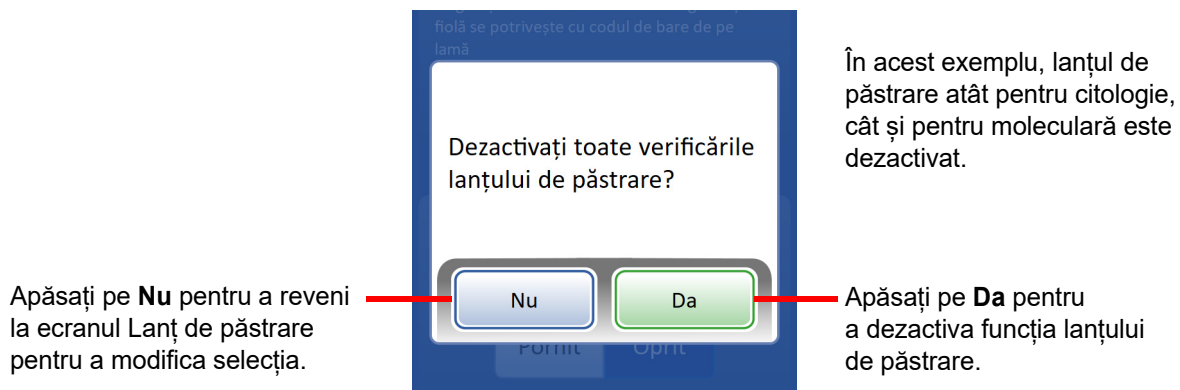 fiolă se potrivește cu codul de bare de pe
lamă
În acest exemplu, lanțul de
păstrare atât pentru citologie,
cât și pentru moleculară este
dezactivat.
Dezactivați toate verificările
lanțului de păstrare?
Nu
Da
Apăsați pe Nu pentru a reveni
la ecranul Lanț de păstrare
pentru a modifica selecția.
Apăsați pe Da pentru
a dezactiva funcția lanțului
de păstrare.
Pornit
Oprit